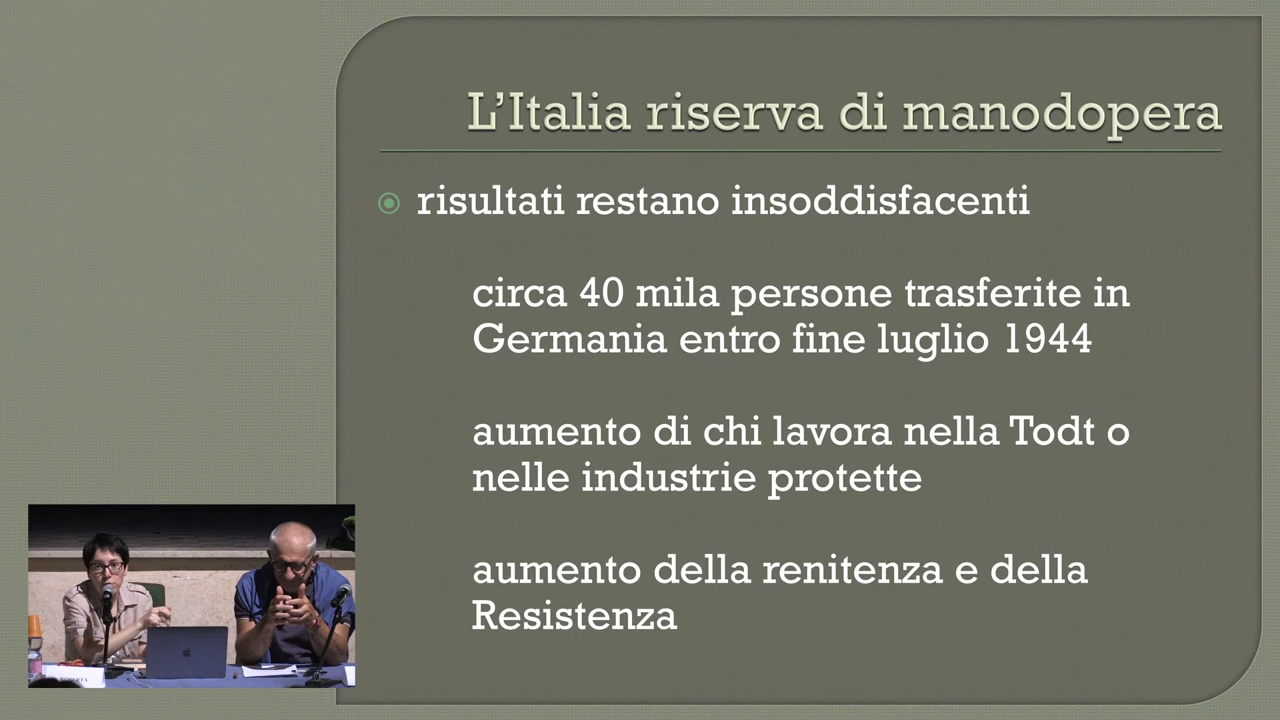 L'Italia riserva di manodopera
risultati restano insoddisfacenti
circa 40 mila persone trasferite in
Germania entro fine luglio 1944
aumento di chi lavora nella Todt o
nelle industrie protette
aumento della renitenza e della
Resistenza